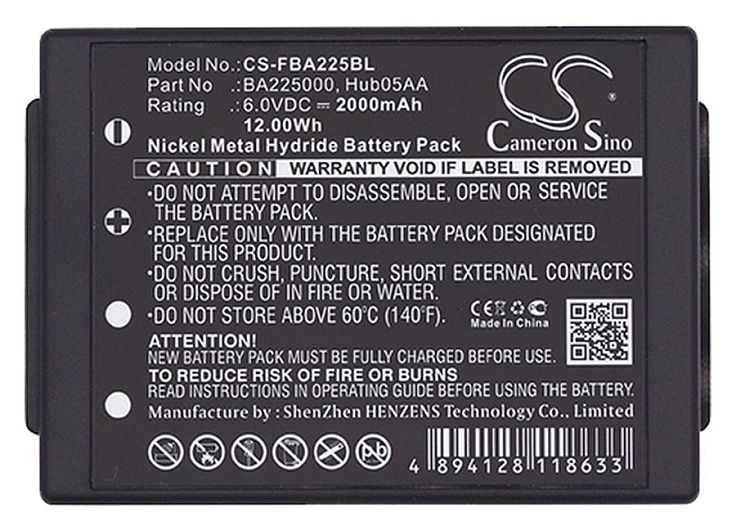 Model No.:CS-FBA225BL
Part No .:BA225000, Hub05AA
Rating .:6.0VDC ⎓ 2000mAh
12.00Wh
Nickel Metal Hydride Battery Pack
CS
®
Cameron Sino
CAUTION WARRANTY VOID IF LABEL IS REMOVED
•DO NOT ATTEMPT TO DISASSEMBLE, OPEN OR SERVICE
THE BATTERY PACK.
•REPLACE ONLY WITH THE BATTERY PACK DESIGNATED
FOR THIS PRODUCT.
•DO NOT CRUSH, PUNCTURE, SHORT EXTERNAL CONTACTS
OR DISPOSE OF IN FIRE OR WATER.
•DO NOT STORE ABOVE 60°C (140°F).
CE
Made In China
ATTENTION!
NEW BATTERY PACK MUST BE FULLY CHARGED BEFORE USE.
TO REDUCE RISK OF FIRE OR BURNS
READ INSTRUCTIONS IN OPERATING GUIDE BEFORE USING THE BATTERY.
Manufacture by : ShenZhen HENZENS Technology Co., Limited
Pb
4 894128 118633